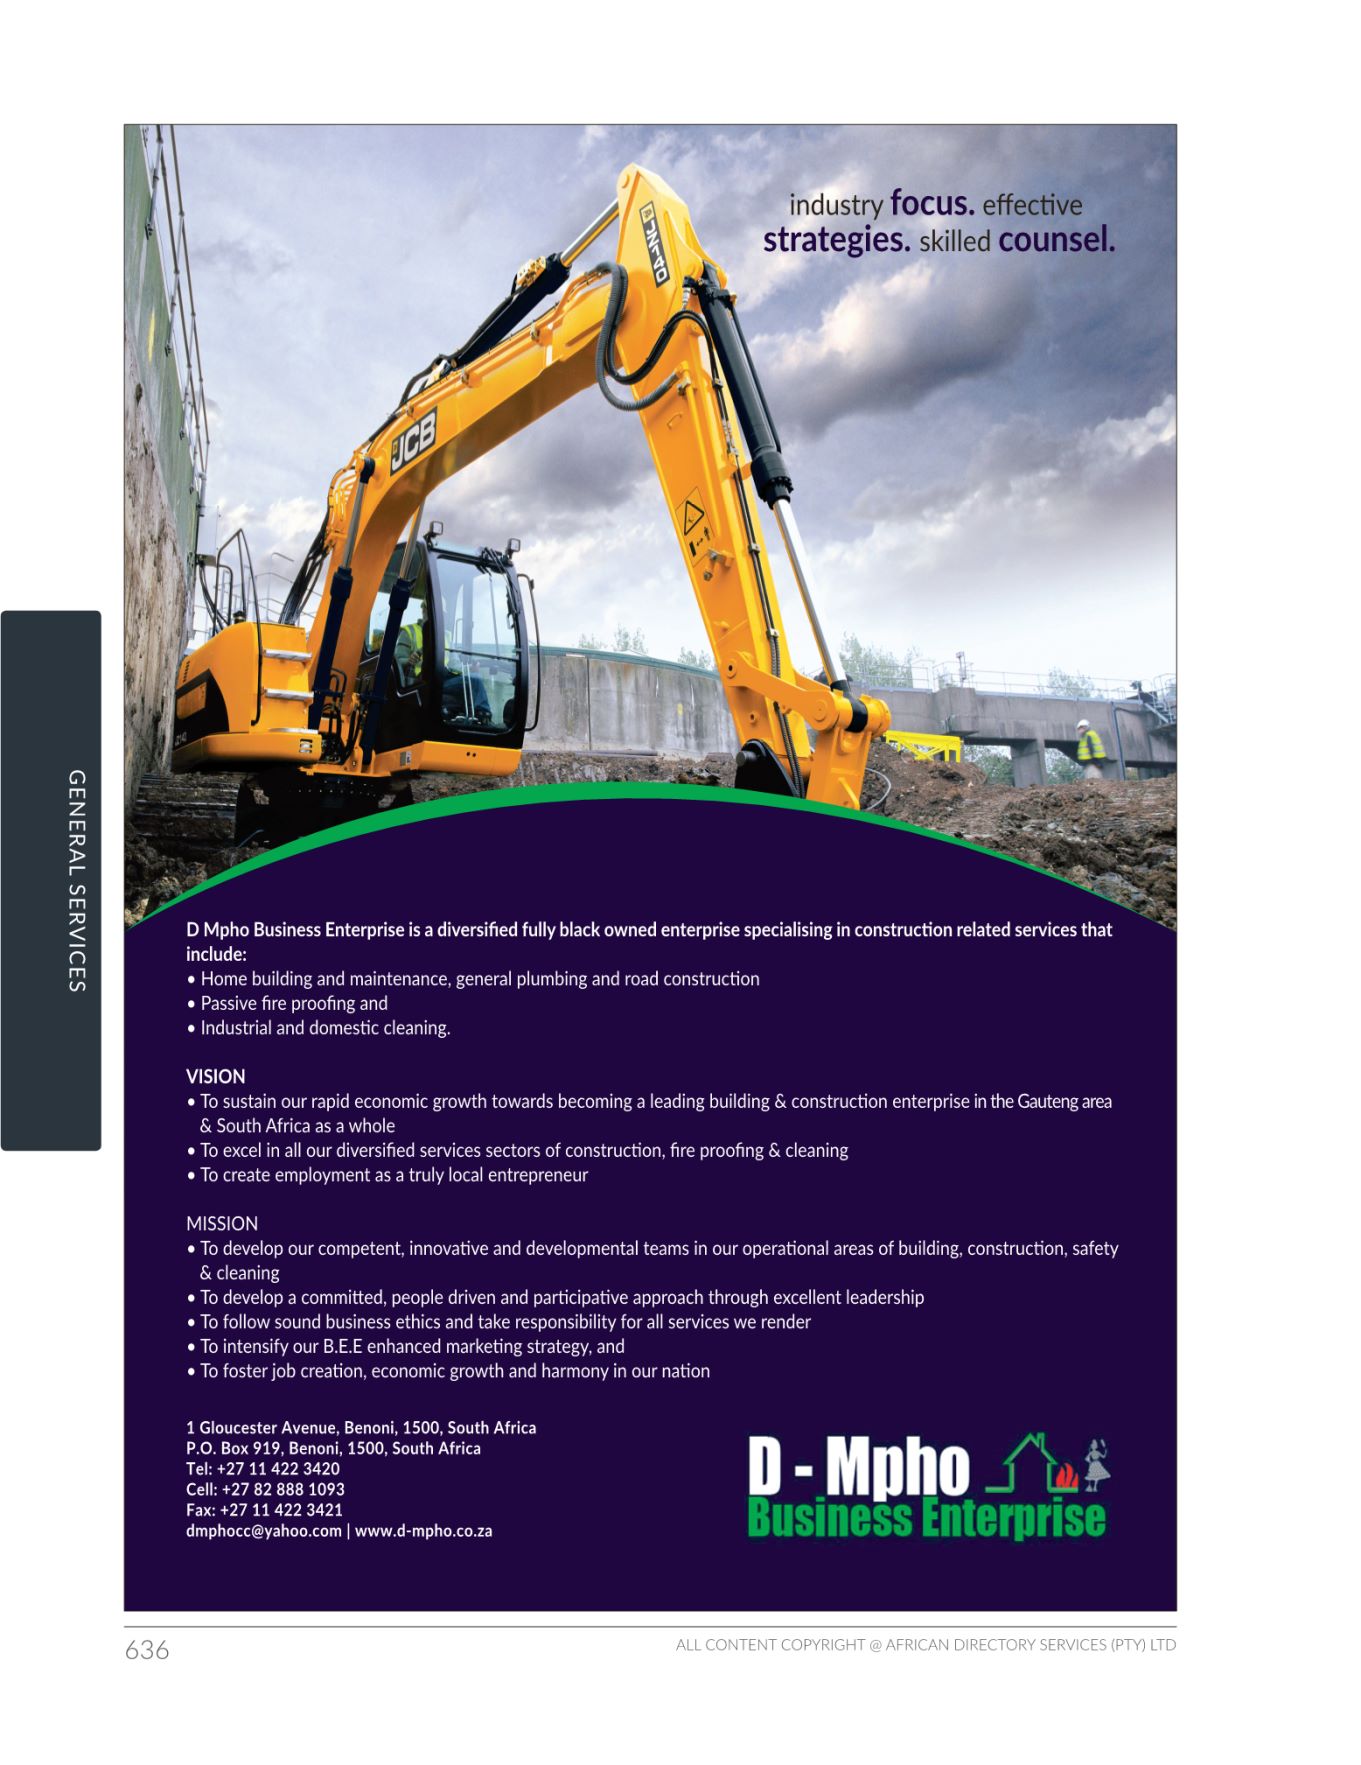 industry focus. effective
strategies. skilled counsel.
JZ140
JCB
GENERAL SERVICES
D Mpho Business Enterprise is a diversified fully black owned enterprise specialising in construction related services that
include:
• Home building and maintenance, general plumbing and road construction
• Passive fire proofing and
• Industrial and domestic cleaning.
VISION
• To sustain our rapid economic growth towards becoming a leading building & construction enterprise in the Gauteng area
& South Africa as a whole
• To excel in all our diversified services sectors of construction, fire proofing & cleaning
• To create employment as a truly local entrepreneur
MISSION
• To develop our competent, innovative and developmental teams in our operational areas of building, construction, safety
& cleaning
• To develop a committed, people driven and participative approach through excellent leadership
• To follow sound business ethics and take responsibility for all services we render
• To intensify our B.E.E enhanced marketing strategy, and
• To foster job creation, economic growth and harmony in our nation
1 Gloucester Avenue, Benoni, 1500, South Africa
P.O. Box 919, Benoni, 1500, South Africa
Tel: +27 11 422 3420
Cell: +27 82 888 1093
Fax: +27 11 422 3421
dmphocc@yahoo.com | www.d-mpho.co.za
D - Mpho
Business Enterprise
636
ALL CONTENT COPYRIGHT @ AFRICAN DIRECTORY SERVICES (PTY) LTD